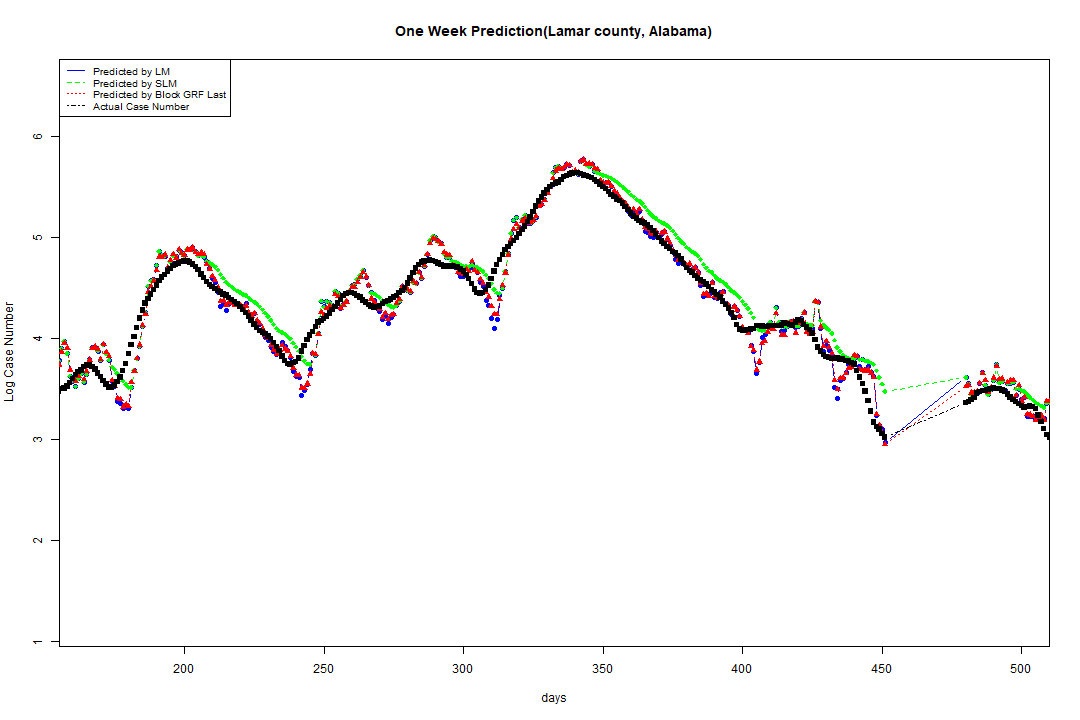 One Week Prediction(Lamar county, Alabama)
Predicted by LM
Predicted by SLM
Predicted by Block GRF Last
Actual Case Number
6
5
4
3
2
1
Log Case Number
200 250 300 350 400 450 500
days